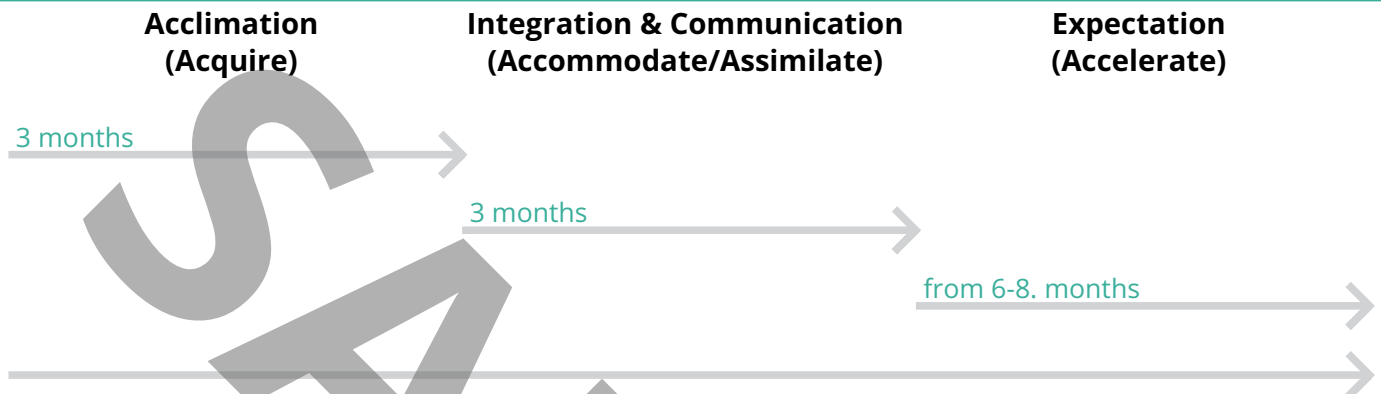 Acclimation
(Acquire)
Integration & Communication
(Accommodate/Assimilate)
Expectation
(Accelerate)
3 months
3 months
from 6-8. months
SA